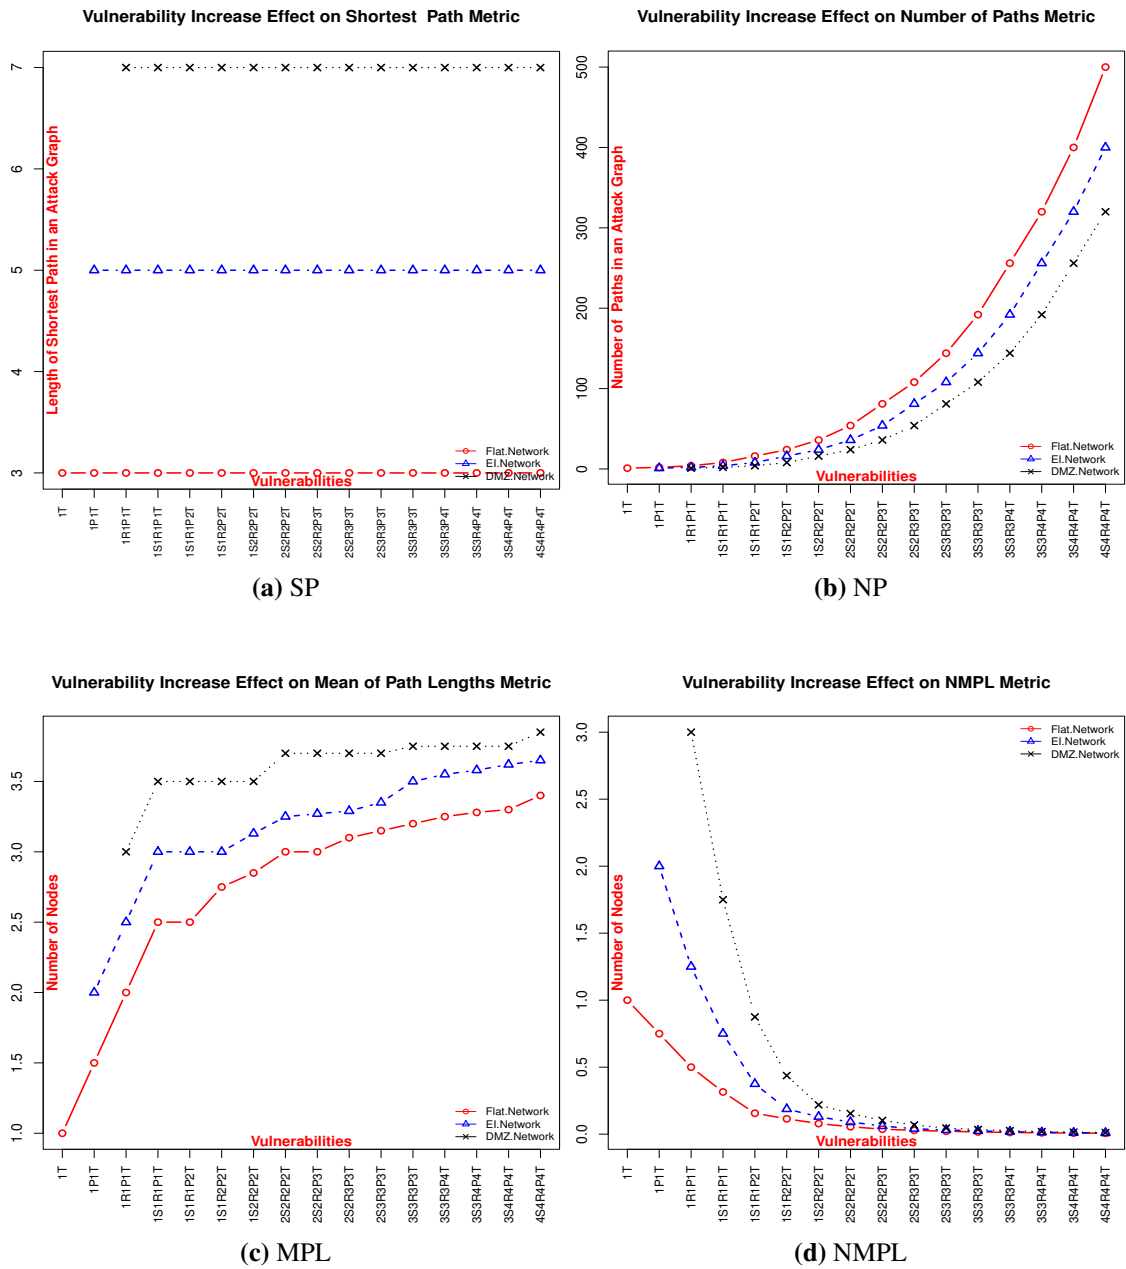 Vulnerability Increase Effect on Shortest Path Metric
Length of Shortest Path in an Attack Graph
7
6
5
4
3
Flat.Network
EI.Network
DMZ.Network
Vulnerabilities
1T
1P1T
1R1P1T
1S1R1P1T
1S1R1P2T
1S1R2P2T
1S2R2P2T
2S2R2P2T
2S2R2P3T
2S2R3P3T
2S3R3P3T
3S3R3P3T
3S3R3P4T
3S3R4P4T
3S4R4P4T
4S4R4P4T
(a) SP
Vulnerability Increase Effect on Number of Paths Metric
Number of Paths in an Attack Graph
500
400
300
200
100
0
Flat.Network
EI.Network
DMZ.Network
Vulnerabilities
1T
1P1T
1R1P1T
1S1R1P1T
1S1R1P2T
1S1R2P2T
1S2R2P2T
2S2R2P2T
2S2R2P3T
2S2R3P3T
2S3R3P3T
3S3R3P3T
3S3R3P4T
3S3R4P4T
3S4R4P4T
4S4R4P4T
(b) NP
Vulnerability Increase Effect on Mean of Path Lengths Metric
Number of Nodes
3.5
3.0
2.5
2.0
1.5
1.0
Flat.Network
EI.Network
DMZ.Network
Vulnerabilities
1T
1P1T
1R1P1T
1S1R1P1T
1S1R1P2T
1S1R2P2T
1S2R2P2T
2S2R2P2T
2S2R2P3T
2S2R3P3T
2S3R3P3T
3S3R3P3T
3S3R3P4T
3S3R4P4T
3S4R4P4T
4S4R4P4T
(c) MPL
Vulnerability Increase Effect on NMPL Metric
Number of Nodes
3.0
2.5
2.0
1.5
1.0
0.5
0.0
Flat.Network
EI.Network
DMZ.Network
Vulnerabilities
1T
1P1T
1R1P1T
1S1R1P1T
1S1R1P2T
1S1R2P2T
1S2R2P2T
2S2R2P2T
2S2R2P3T
2S2R3P3T
2S3R3P3T
3S3R3P3T
3S3R3P4T
3S3R4P4T
3S4R4P4T
4S4R4P4T
(d) NMPL